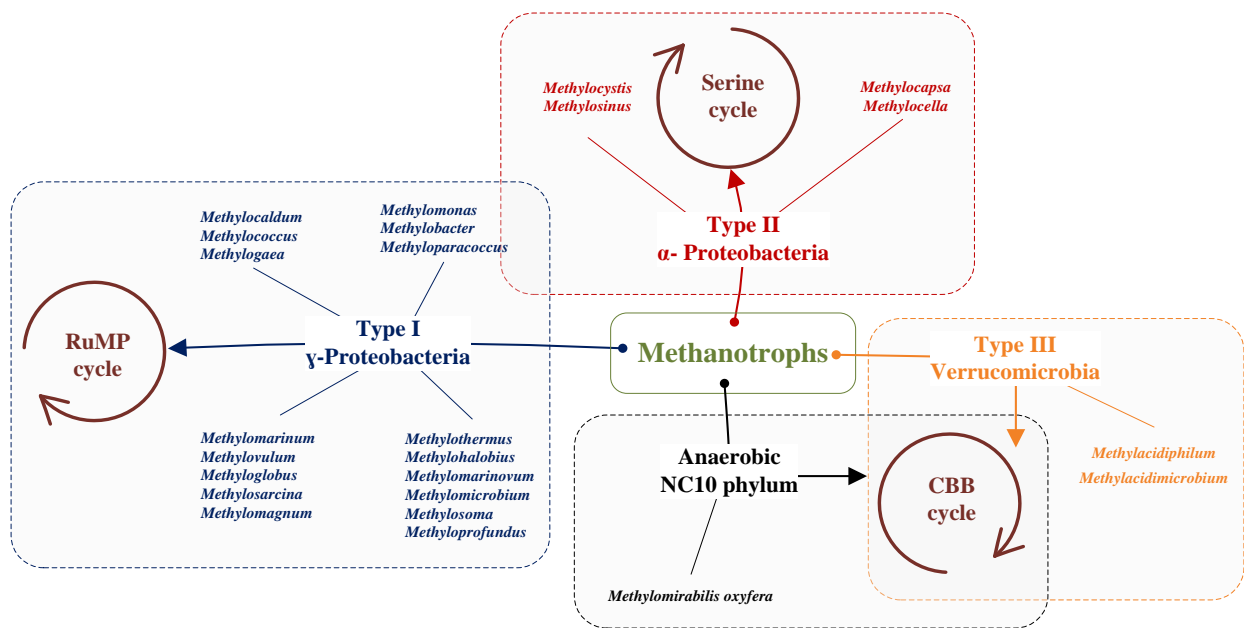 Methylocystis
Methylosinus
Serine
cycle
Methylocapsa
Methylocella
Type II
α- Proteobacteria
Methylocaldum
Methylococcus
Methylogaea
Methylomonas
Methylobacter
Methyloparacoccus
RuMP
cycle
Type I
ɣ-Proteobacteria
Methylomarinum
Methylovulum
Methyloglobus
Methylosarcina
Methylomagnum
Methylothermus
Methylohalobius
Methylomarinovum
Methylomicrobium
Methylosoma
Methyloprofundus
Methanotrophs
Type III
Verrucomicrobia
Methylacidiphilum
Methylacidimicrobium
Anaerobic
NC10 phylum
CBB
cycle
Methylomirabilis oxyfera